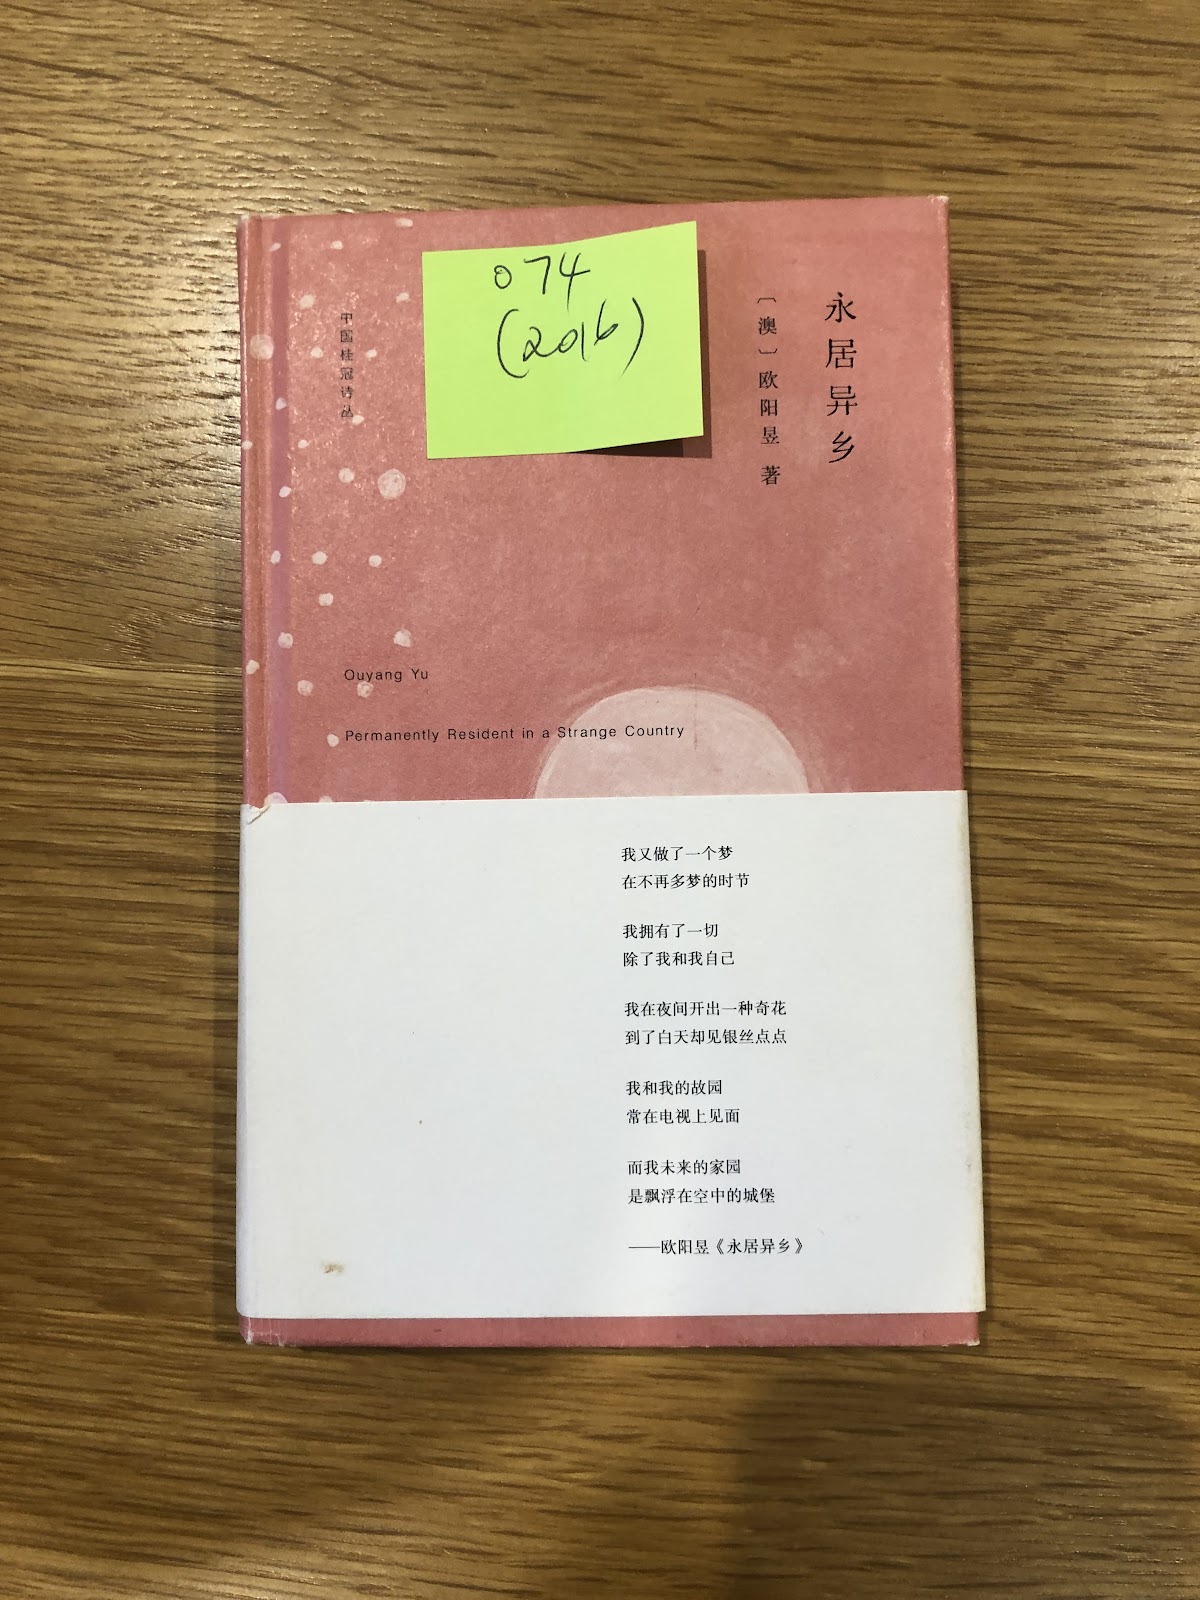 074
(2016)
永居异乡
〔澳〕欧阳昱 著
中国桂冠诗丛
Ouyang Yu
Permanently Resident in a Strange Country
我又做了一个梦
在不再多梦的时节
我拥有了一切
除了我和我自己
我在夜间开出一种奇花
到了白天却见银丝点点
我和我的故园
常在电视上见面
而我未来的家园
是飘浮在空中的城堡
——欧阳昱《永居异乡》